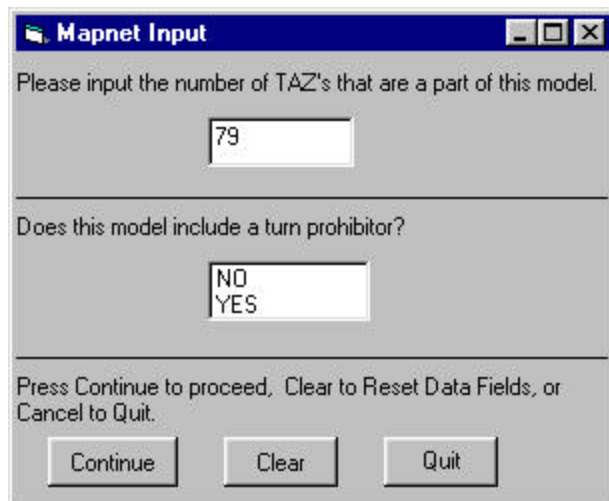 Mapnet Input
Please input the number of TAZ's that are a part of this model.
79
Does this model include a turn prohibitor?
NO
YES
Press Continue to proceed, Clear to Reset Data Fields, or
Cancel to Quit.
Continue Clear Quit